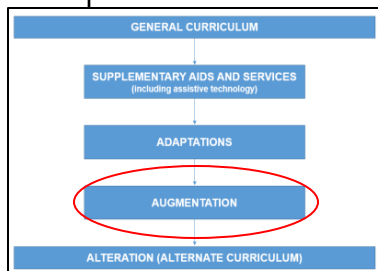 GENERAL CURRICULUM
SUPPLEMENTARY AIDS AND SERVICES
(including assistive technology)
ADAPTATIONS
AUGMENTATION
ALTERATION (ALTERNATE CURRICULUM)